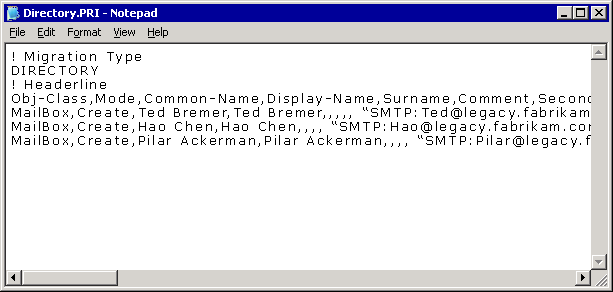 Directory.PRI - Notepad
File Edit Format View Help
! Migration Type
DIRECTORY
! Headerline
Obj-Class,Mode,Common-Name,Display-Name,Surname,Comment,Second
MailBox,Create,Ted Bremer,Ted Bremer,,,,, “SMTP:Ted@legacy.fabrikam
MailBox,Create,Hao Chen,Hao Chen,,,, “SMTP:Hao@legacy.fabrikam.con
MailBox,Create,Pilar Ackerman,Pilar Ackerman,,,, “SMTP:Pilar@legacy.f